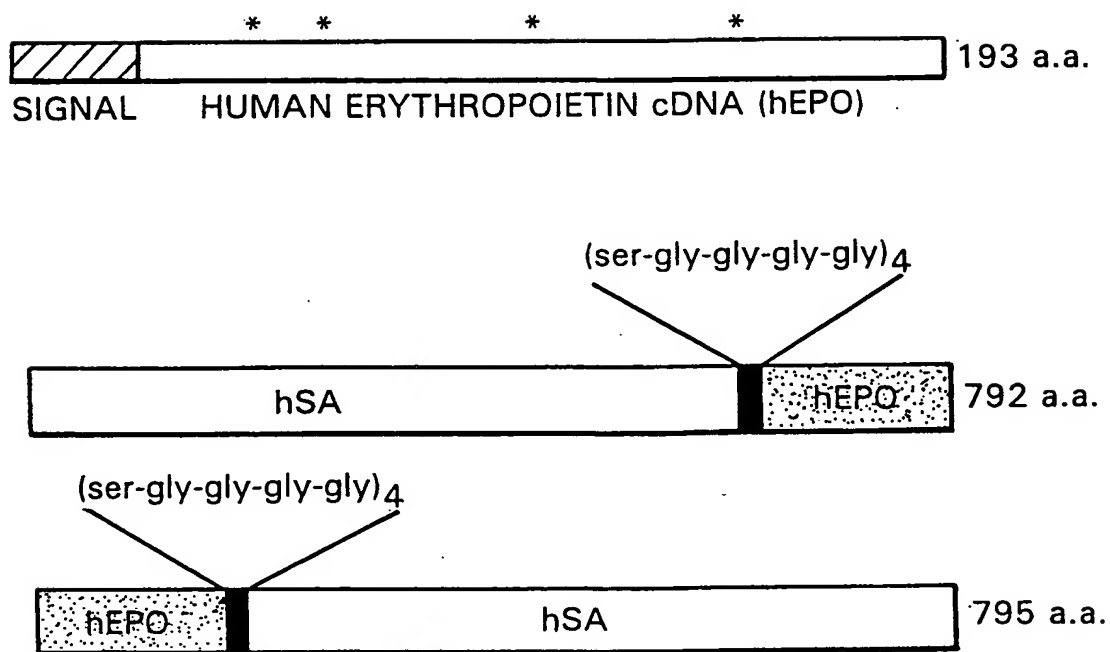 * * * *
193 a.a.
SIGNAL HUMAN ERYTHROPOIETIN cDNA (hEPO)
(ser-gly-gly-gly-gly)4
hSA hEPO 792 a.a.
(ser-gly-gly-gly-gly)4
hEPO hSA 795 a.a.